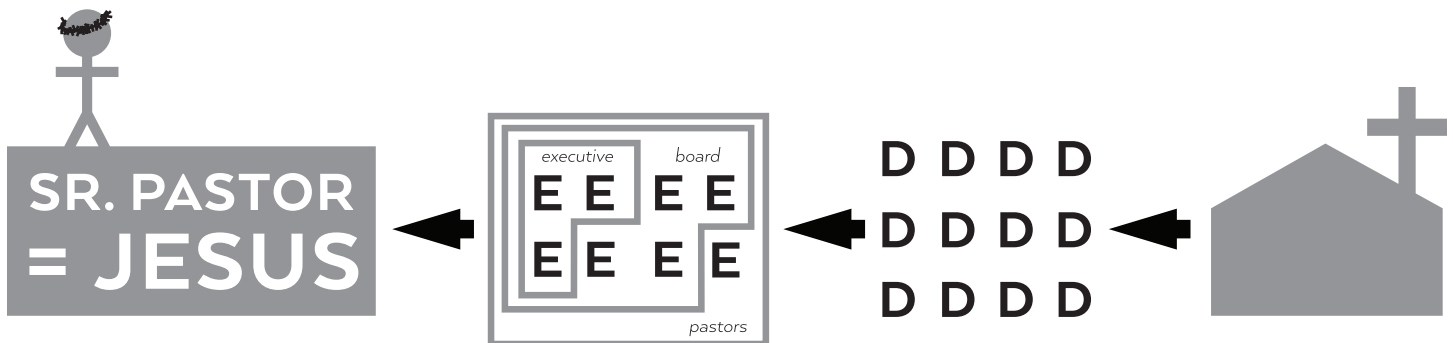 SR. PASTOR
= JESUS
executive board
E E E E
E E E E
pastors
D D D D
D D D D
D D D D